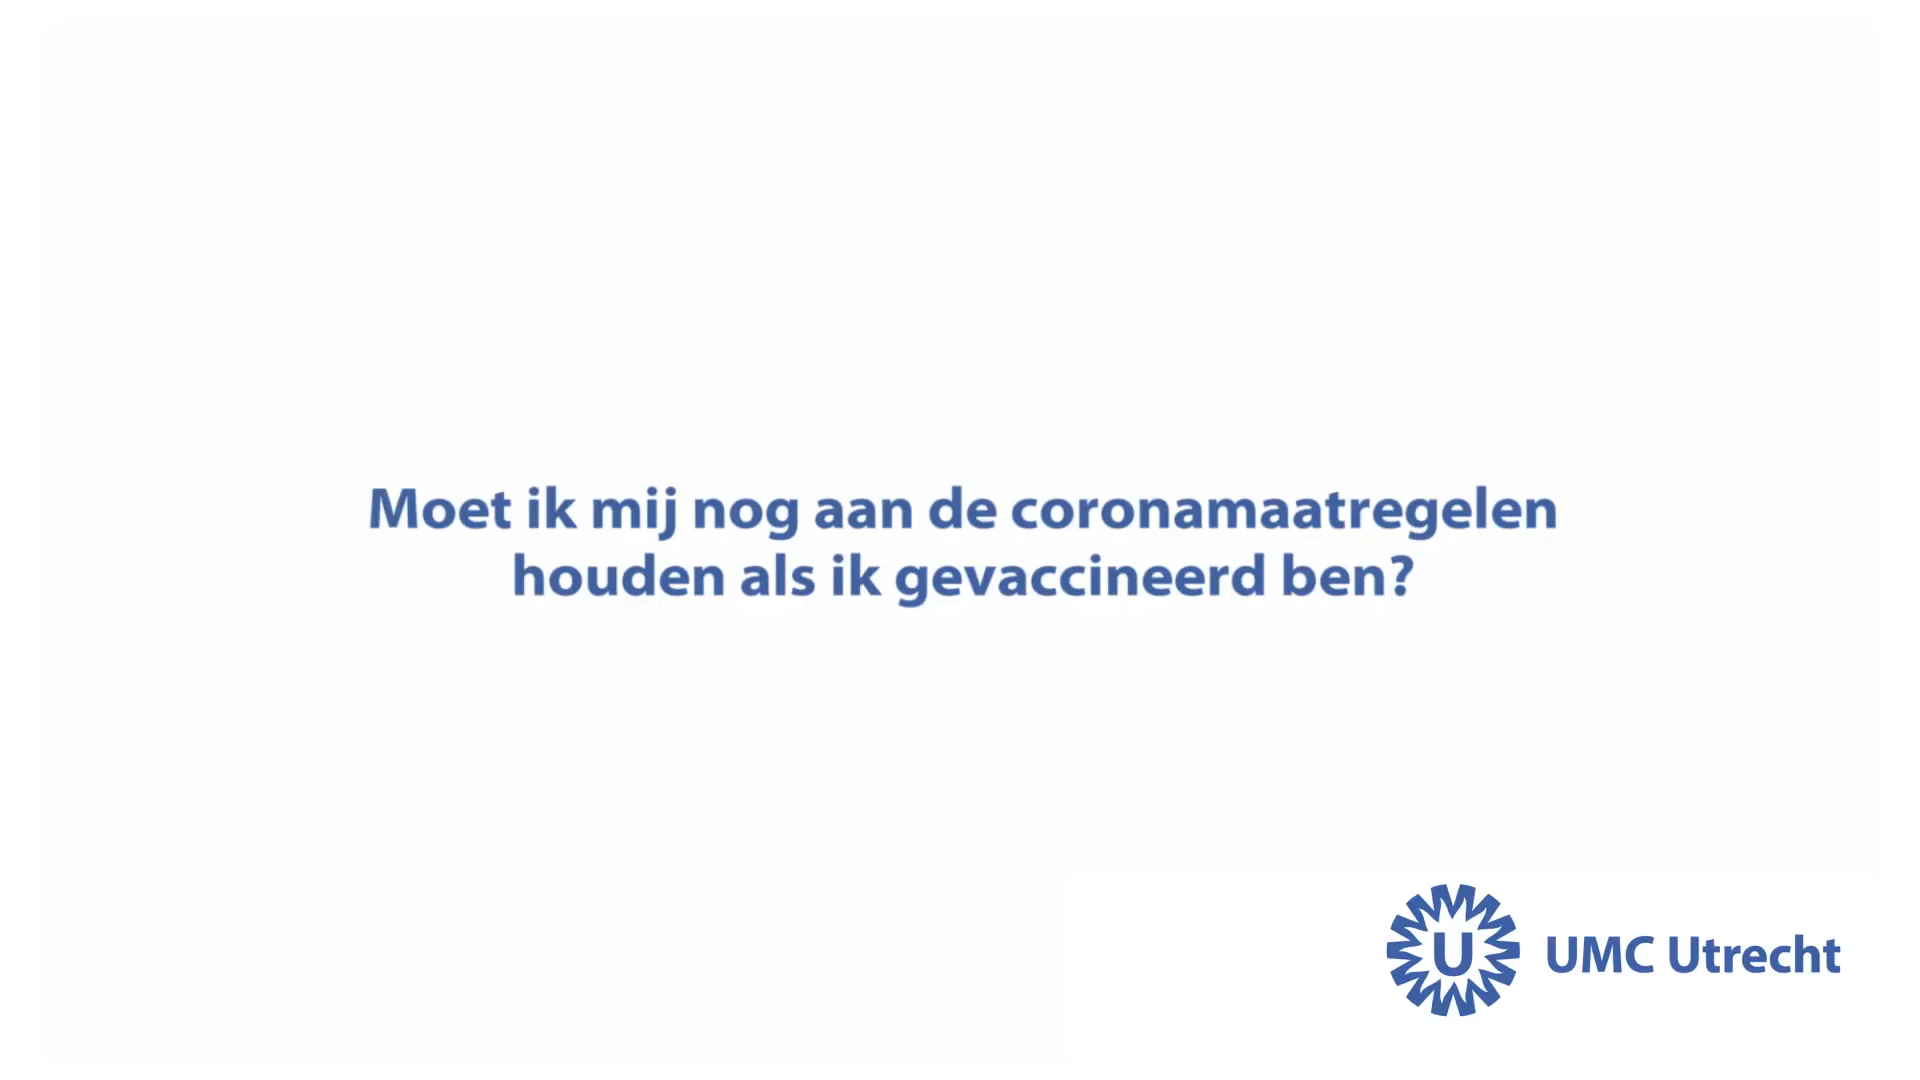 Moet ik mij nog aan de coronamaatregelen
houden als ik gevaccineerd ben?
U
UMC Utrecht